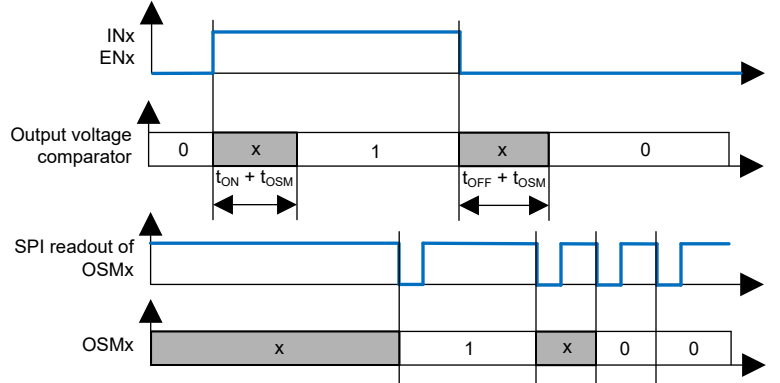 INx
ENx
Output voltage
comparator
0 x 1 x 0
tON + tOSM tOFF + tOSM
SPI readout of
OSMx
OSMx
x 1 x 0 0